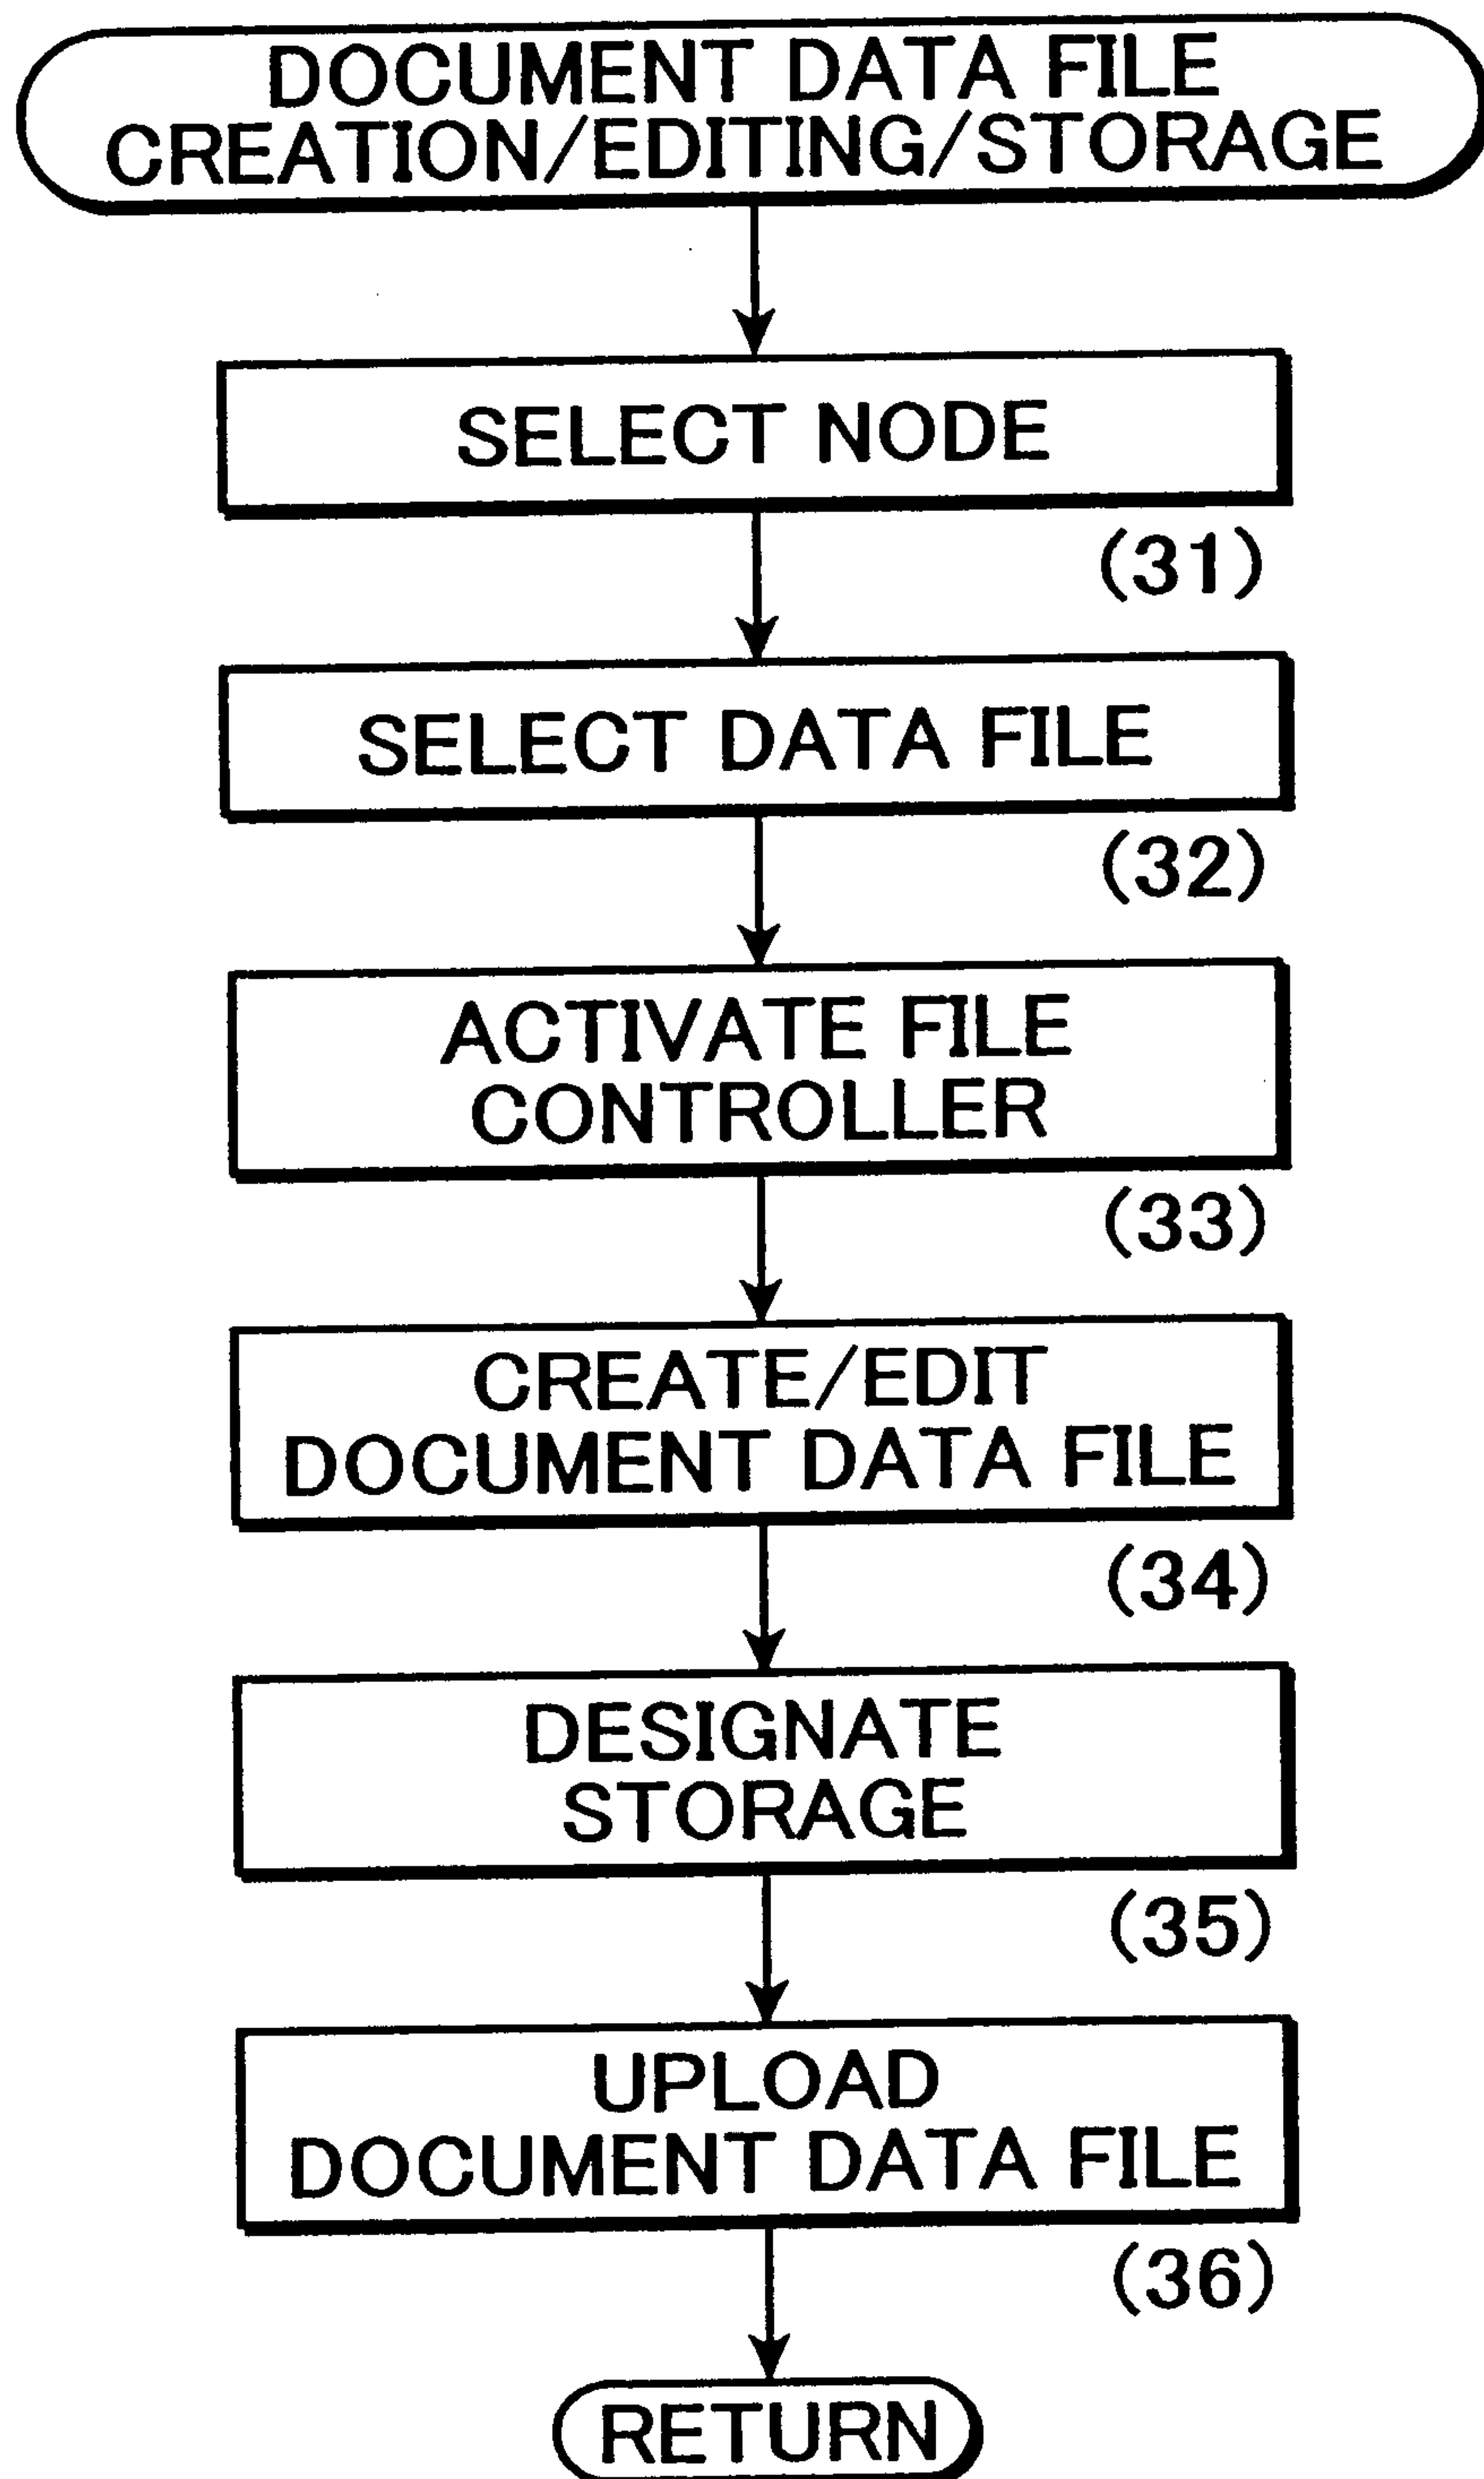 DOCUMENT DATA FILE
CREATION/EDITING/STORAGE
SELECT NODE
(31)
SELECT DATA FILE
(32)
ACTIVATE FILE
CONTROLLER
(33)
CREATE/EDIT
DOCUMENT DATA FILE
(34)
DESIGNATE
STORAGE
(35)
UPLOAD
DOCUMENT DATA FILE
(36)
RETURN